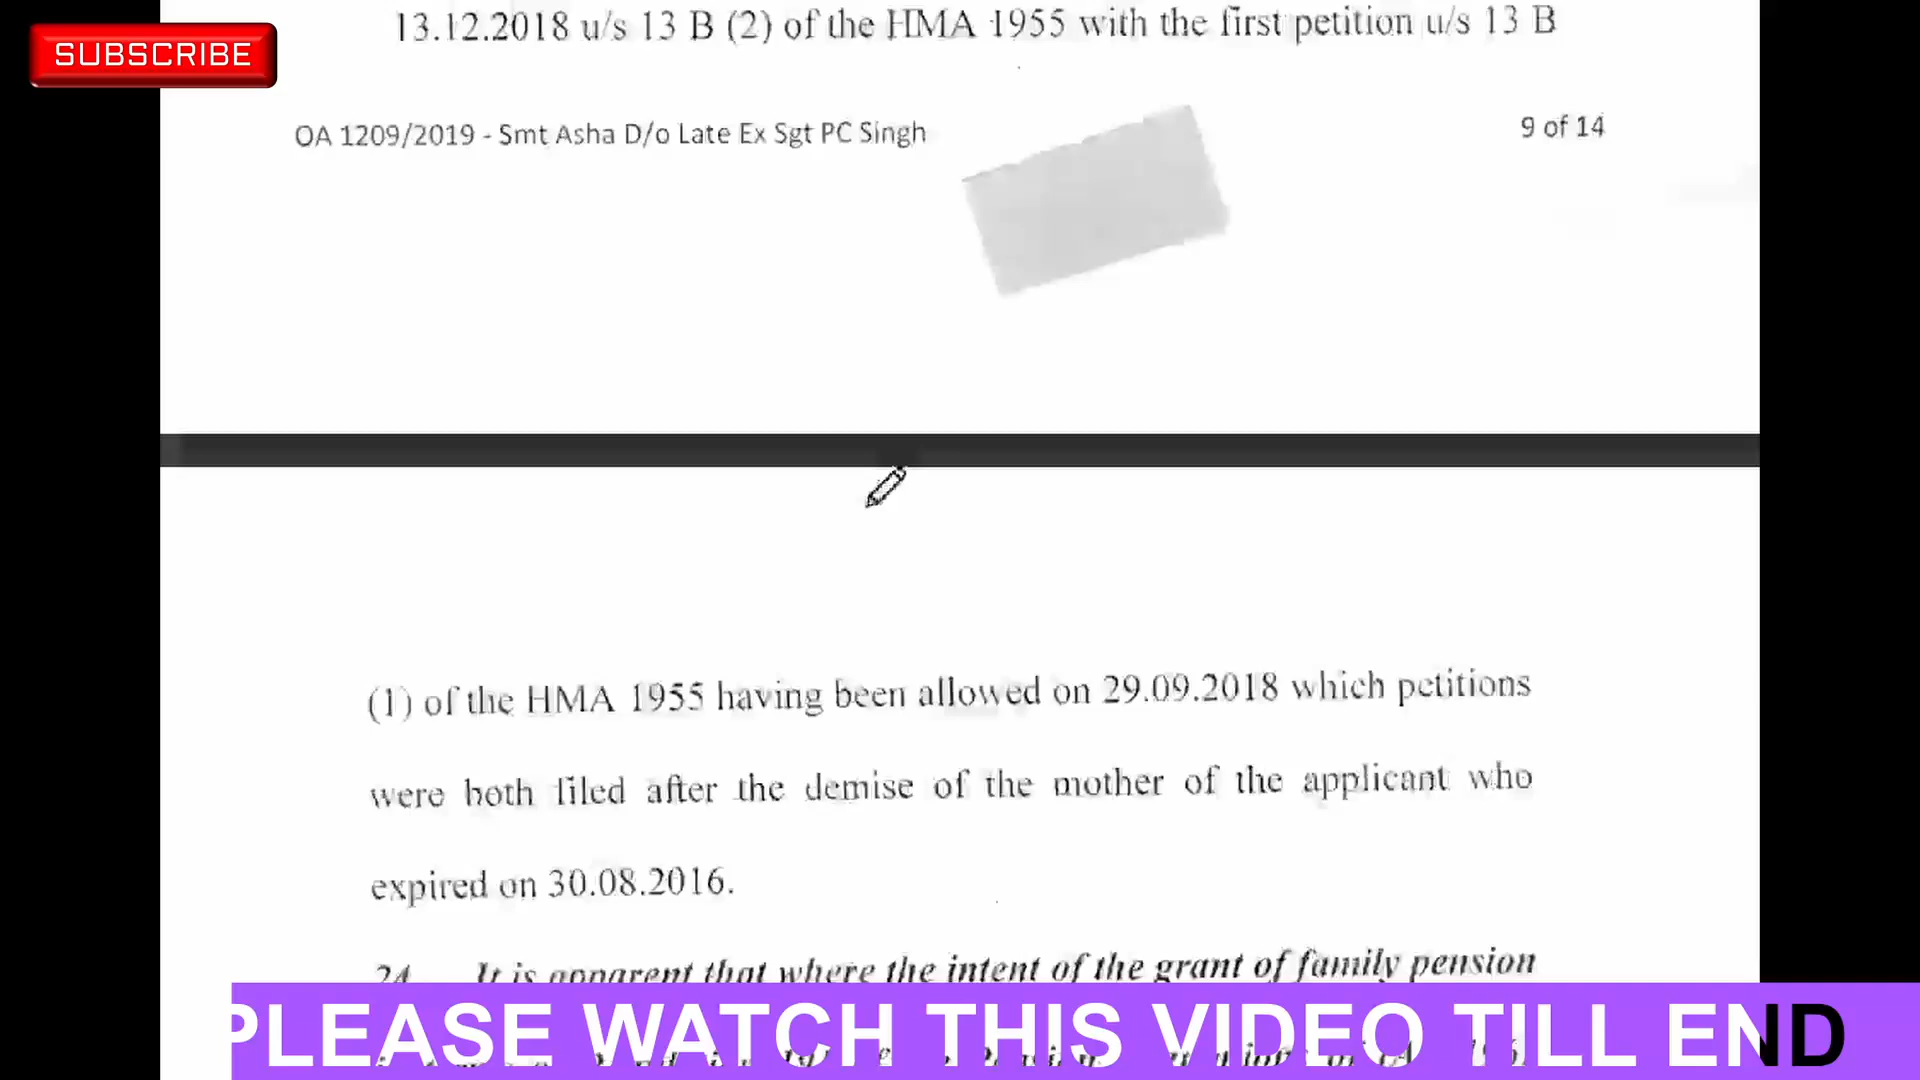 13.12.2018 u/s 13 B (2) of the HMA 1955 with the first petition u/s 13 B
SUBSCRIBE
OA 1209/2019 - Smt Asha D/o Late Ex Sgt PC Singh
9 of 14
(1) of the HMA 1955 having been allowed on 29.09.2018 which petitions
were both filed after the demise of the mother of the applicant who
expired on 30.08.2016.
24. It is apparent that where the intent of the grant of family pension
PLEASE WATCH THIS VIDEO TILL END